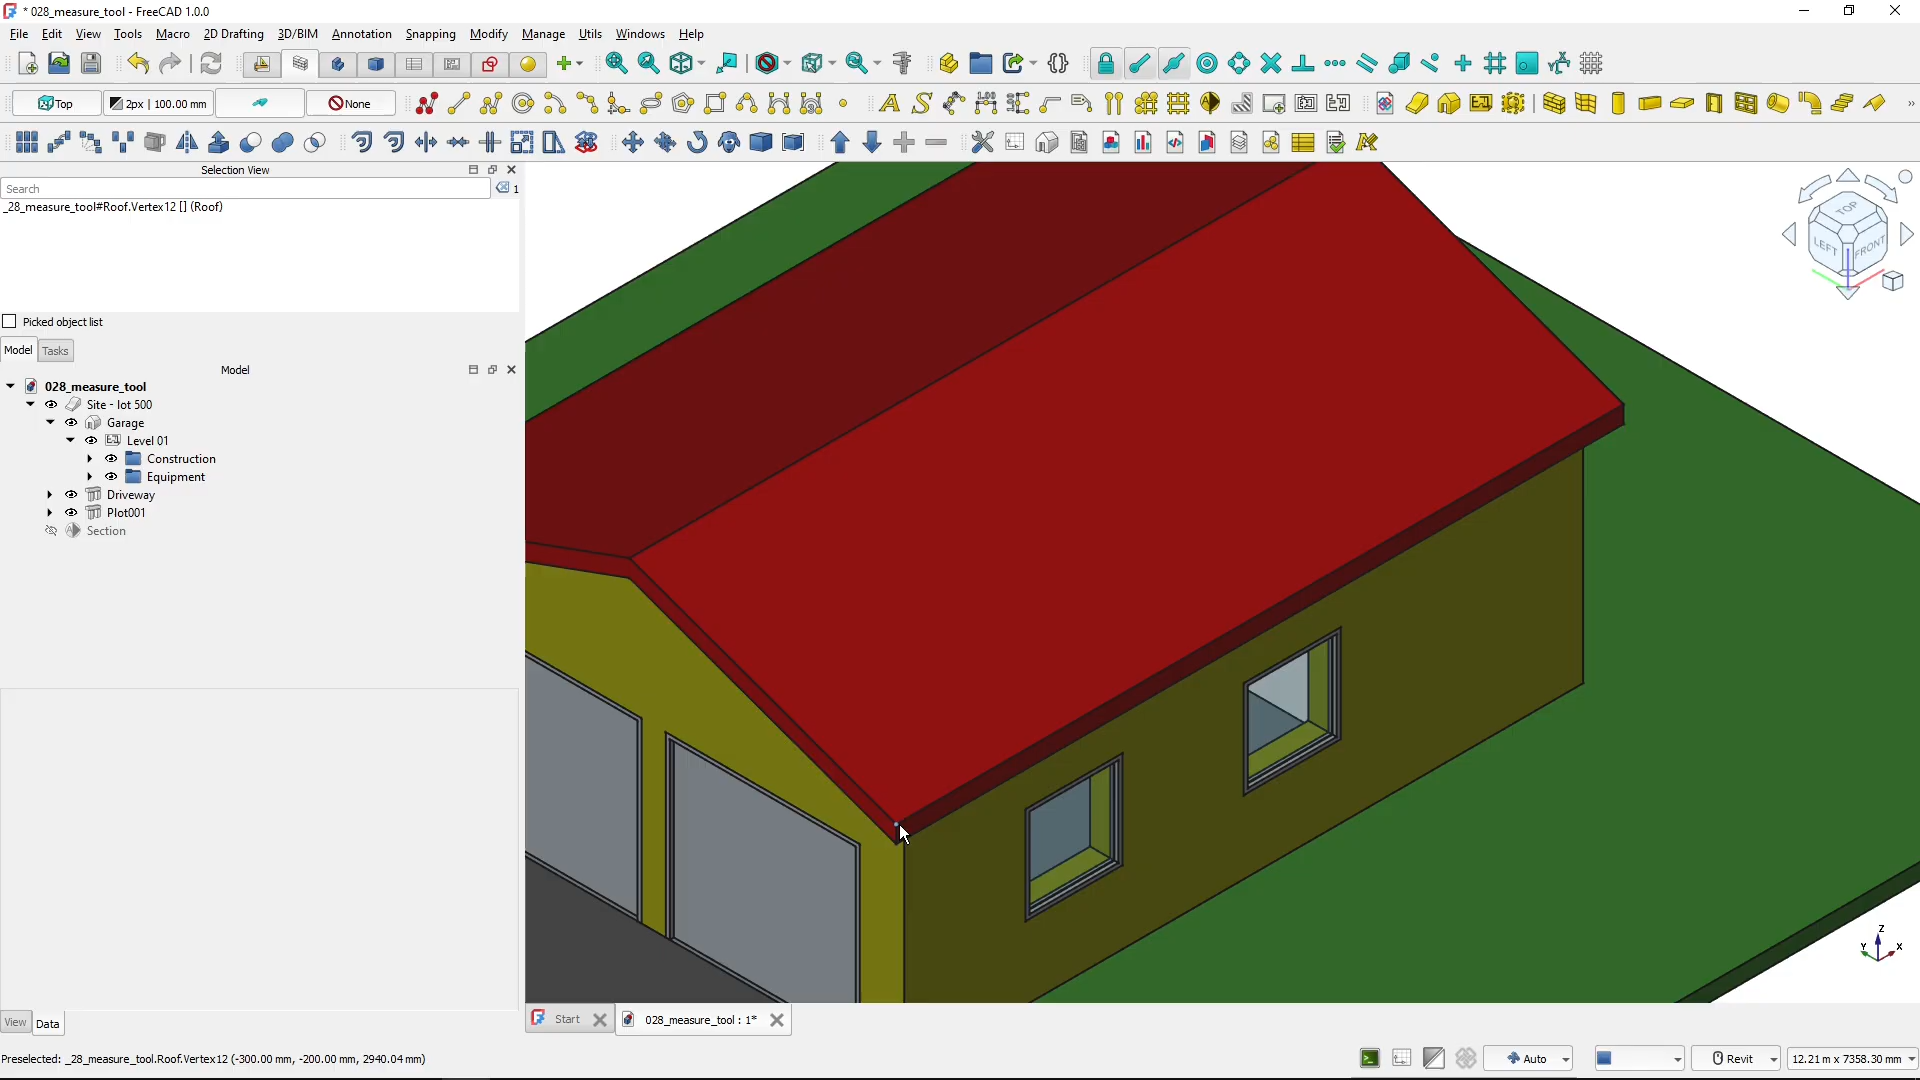 * 028_measure_tool - FreeCAD 1.0.0
File Edit View Tools Macro 2D Drafting 3D/BIM Annotation Snapping Modify Manage Utils Windows Help
Top 2px | 100.00 mm None
Selection View
Search 1
_28_measure_tool#Roof.Vertex12 [] (Roof)
Picked object list
Model Tasks
Model
028_measure_tool
Site - lot 500
Garage
Level 01
Construction
Equipment
Driveway
Plot001
Section
TOP
LEFT FRONT
Z
Y X
View Data
Start 028_measure_tool : 1*
Preselected: _28_measure_tool.Roof.Vertex12 (-300.00 mm, -200.00 mm, 2940.04 mm)
Auto Revit 12.21 m x 7358.30 mm